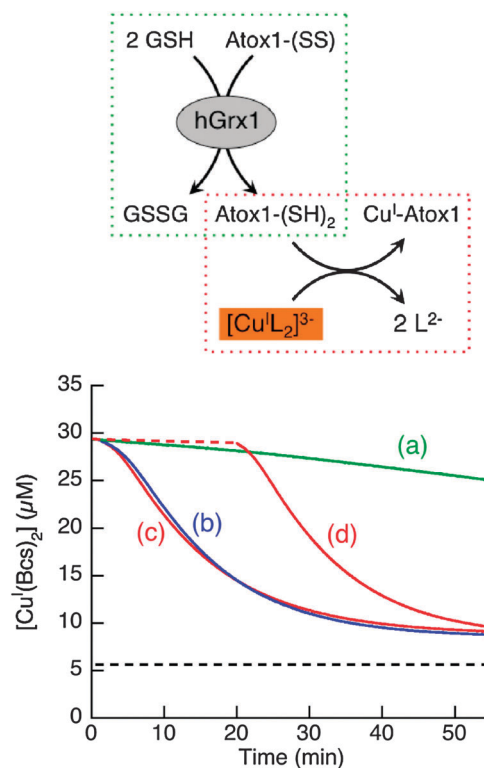 2 GSH Atox1-(SS)
hGrx1
GSSG Atox1-(SH)₂ Cuᴵ-Atox1
[CuᴵL₂]³⁻ 2 L²⁻
35
30
25
20
15
10
5
0
[Cuᴵ(Bcs)₂] (µM)
(a)
(b)
(c)
(d)
0 10 20 30 40 50
Time (min)